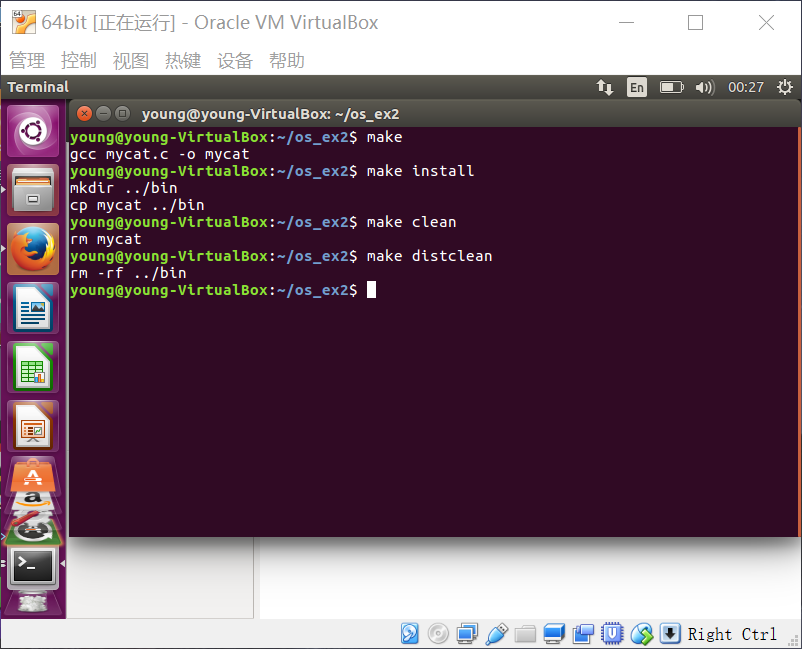 64bit [正在运行] - Oracle VM VirtualBox
管理 控制 视图 热键 设备 帮助
Terminal En 00:27
young@young-VirtualBox: ~/os_ex2
young@young-VirtualBox:~/os_ex2$ make
gcc mycat.c -o mycat
young@young-VirtualBox:~/os_ex2$ make install
mkdir ../bin
cp mycat ../bin
young@young-VirtualBox:~/os_ex2$ make clean
rm mycat
young@young-VirtualBox:~/os_ex2$ make distclean
rm -rf ../bin
young@young-VirtualBox:~/os_ex2$
Right Ctrl